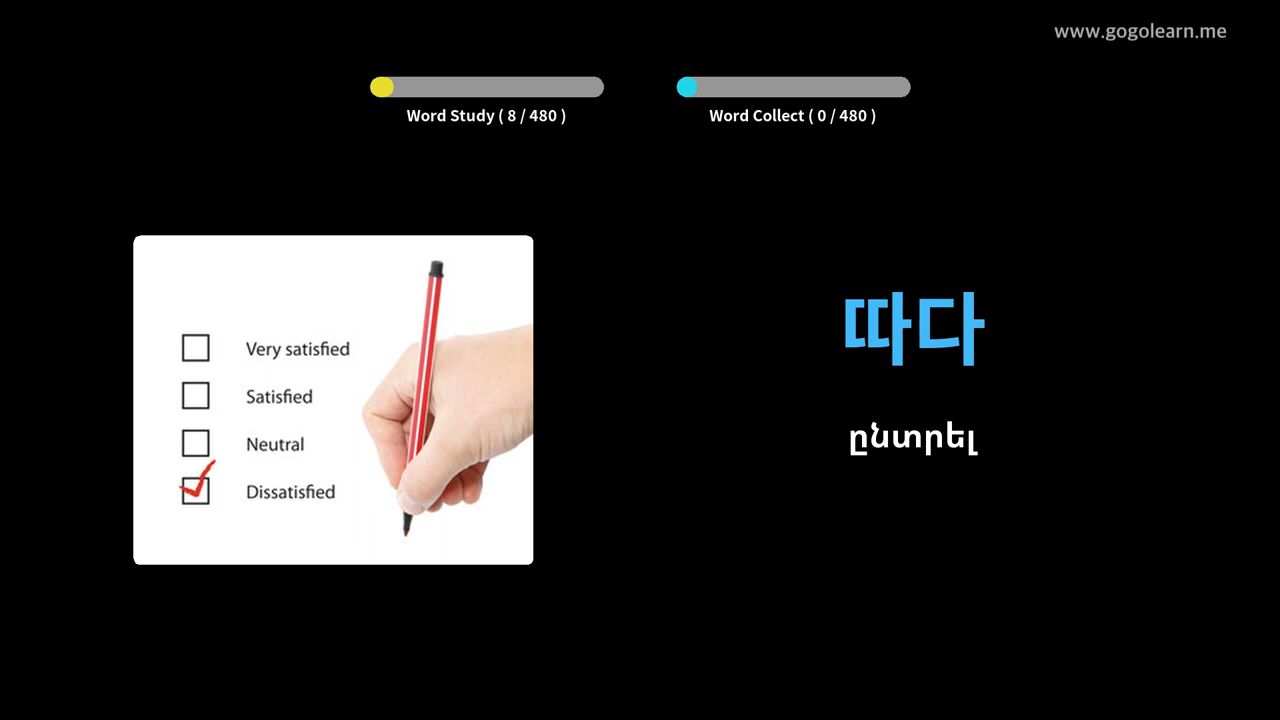 www.gogolearn.me
Word Study ( 8 / 480 )
Word Collect ( 0 / 480 )
Very satisfied
Satisfied
Neutral
Dissatisfied
따다
ընտրել